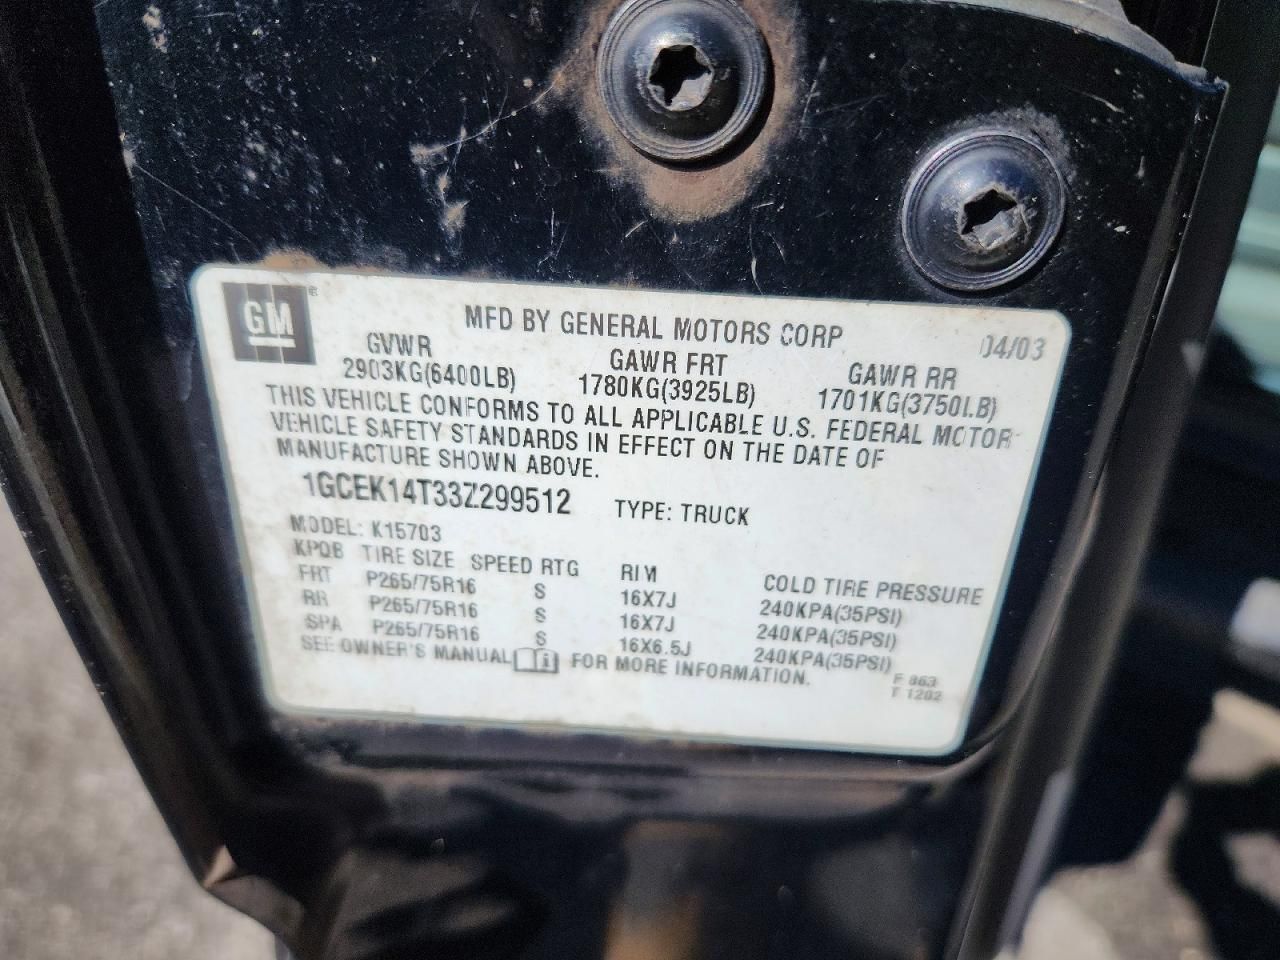 GM®
MFD BY GENERAL MOTORS CORP 04/03
GVWR GAWR FRT GAWR RR
2903KG(6400LB) 1780KG(3925LB) 1701KG(3750LB)
THIS VEHICLE CONFORMS TO ALL APPLICABLE U.S. FEDERAL MOTOR
VEHICLE SAFETY STANDARDS IN EFFECT ON THE DATE OF
MANUFACTURE SHOWN ABOVE.
1GCEK14T33Z299512 TYPE: TRUCK
MODEL: K15703
KPQB TIRE SIZE SPEED RTG RIM COLD TIRE PRESSURE
FRT P265/75R16 S 16X7J 240KPA(35PSI)
RR P265/75R16 S 16X7J 240KPA(35PSI)
SPA P265/75R16 S 16X6.5J 240KPA(35PSI)
SEE OWNER'S MANUAL FOR MORE INFORMATION.
F 863
T 1202